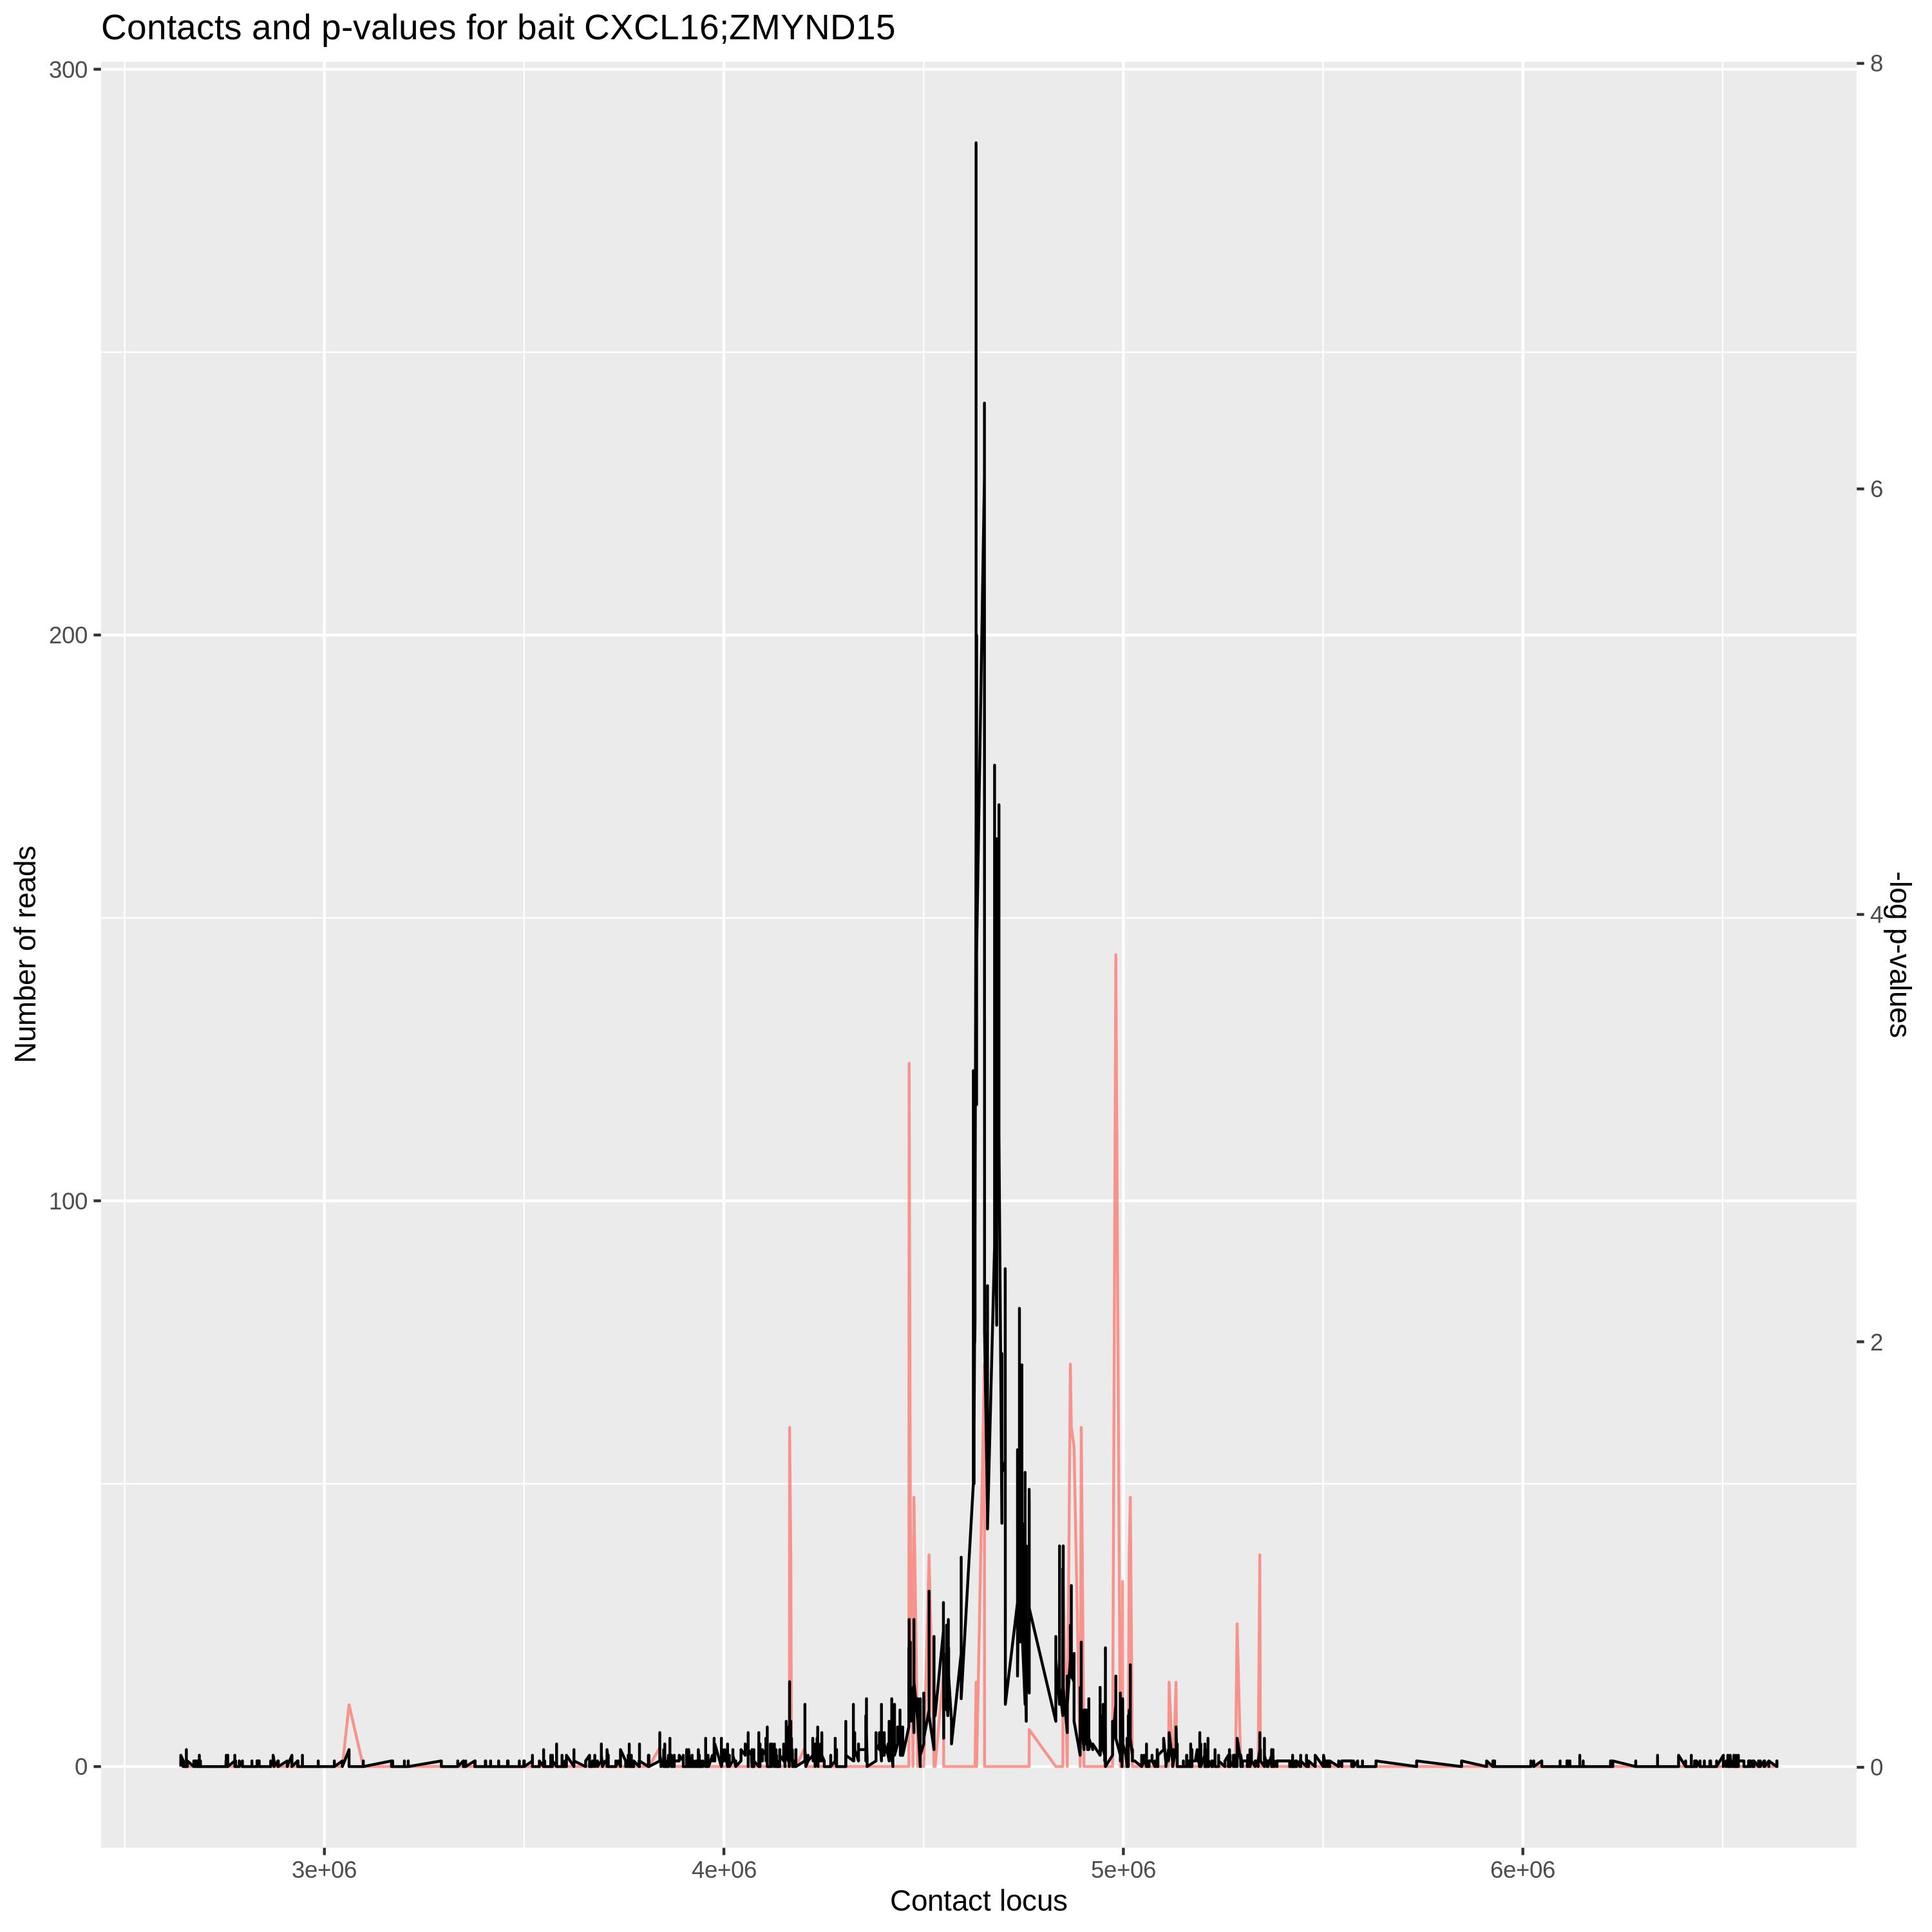 Contacts and p-values for bait CXCL16;ZMYND15
300
200
100
0
Number of reads
8
6
4
2
0
-log p-values
3e+06
4e+06
5e+06
6e+06
Contact locus